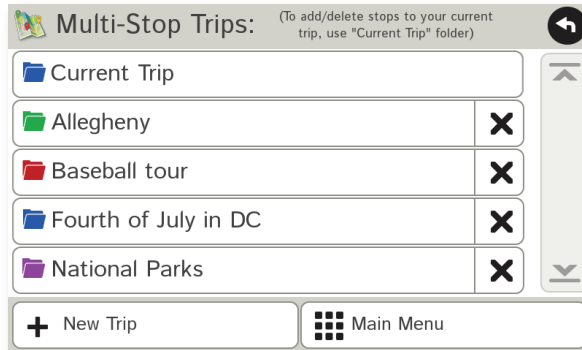 Multi-Stop Trips:
(To add/delete stops to your current
trip, use "Current Trip" folder)
Current Trip
Allegheny
Baseball tour
Fourth of July in DC
National Parks
New Trip
Main Menu